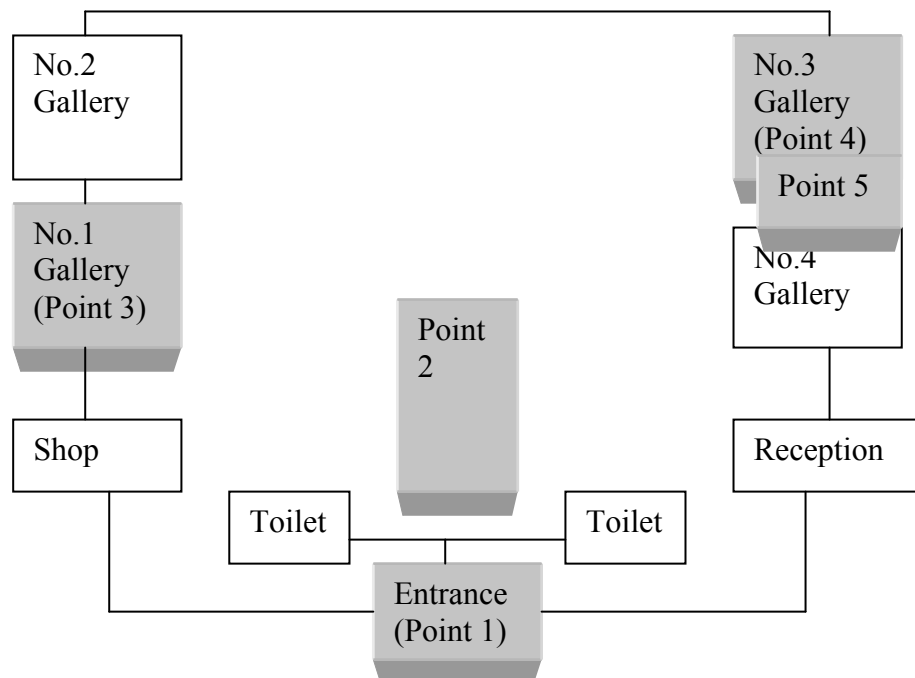 No.2
Gallery
No.3
Gallery
(Point 4)
Point 5
No.1
Gallery
(Point 3)
No.4
Gallery
Point
2
Shop
Reception
Toilet
Toilet
Entrance
(Point 1)